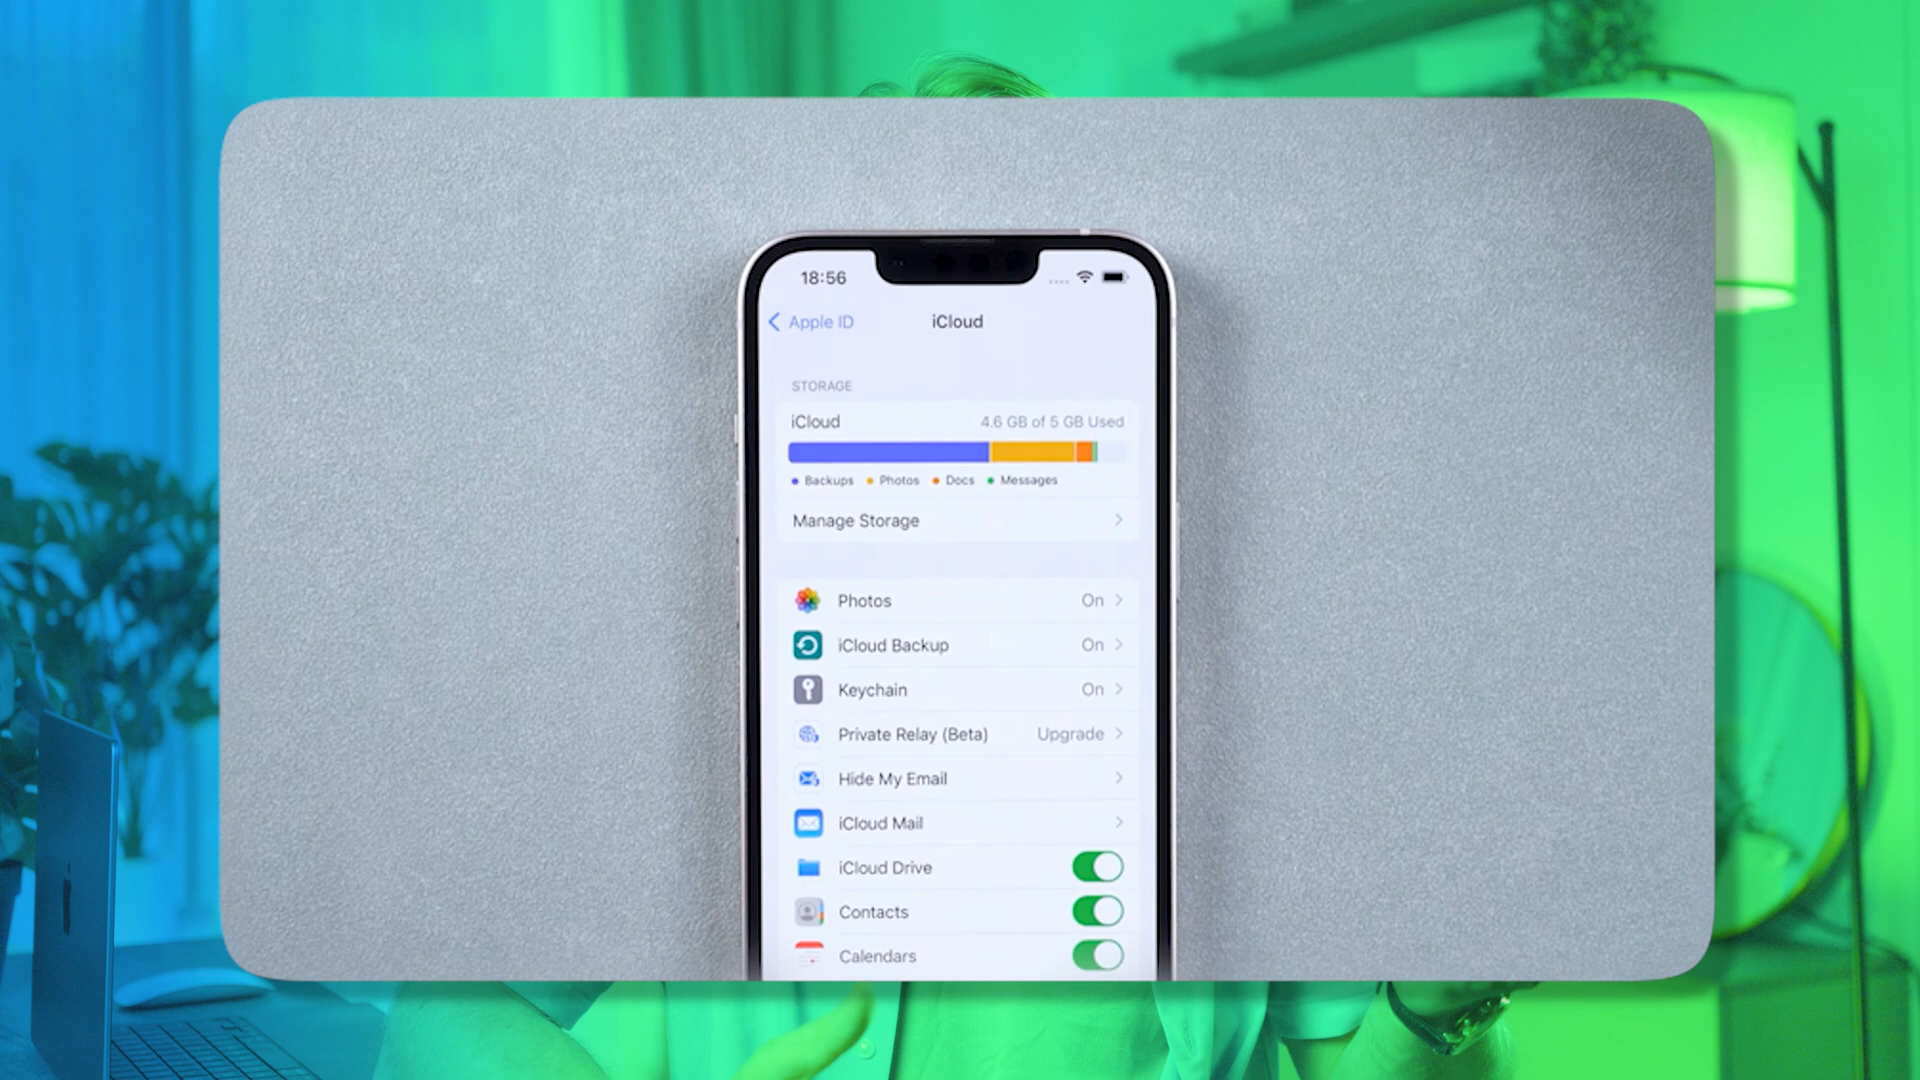 18:56
Apple ID
iCloud
STORAGE
iCloud 4.6 GB of 5 GB Used
Backups Photos Docs Messages
Manage Storage
Photos On
iCloud Backup On
Keychain On
Private Relay (Beta) Upgrade
Hide My Email
iCloud Mail
iCloud Drive
Contacts
Calendars